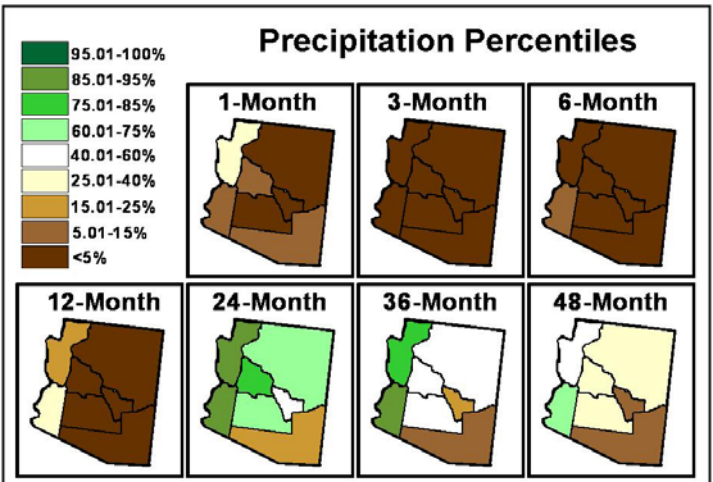 Precipitation Percentiles
95.01-100%
85.01-95%
75.01-85%
60.01-75%
40.01-60%
25.01-40%
15.01-25%
5.01-15%
<5%
1-Month
3-Month
6-Month
12-Month
24-Month
36-Month
48-Month